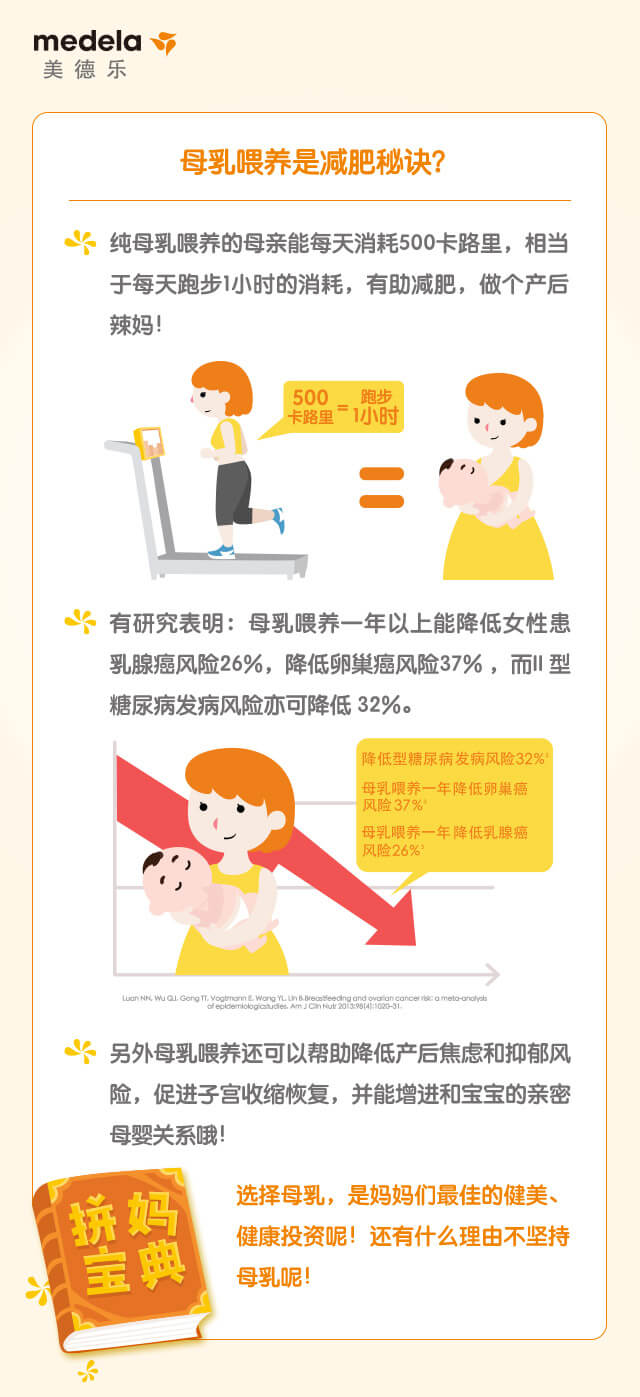 medela
美德乐
母乳喂养是减肥秘诀？
纯母乳喂养的母亲能每天消耗500卡路里，相当
于每天跑步1小时的消耗，有助减肥，做个产后
辣妈！
500
卡路里
=
跑步
1小时
有研究表明：母乳喂养一年以上能降低女性患
乳腺癌风险26%，降低卵巢癌风险37%，而II 型
糖尿病发病风险亦可降低 32%。
降低型糖尿病发病风险32%
母乳喂养一年降低卵巢癌
风险37%
母乳喂养一年降低乳腺癌
风险26%
Luan NN, Wu QJ, Gong TT, Vogtmann E, Wang YL, Lin B.Breastfeeding and ovarian cancer risk: a meta-analysis
of epidemiologicstudies. Am J Clin Nutr 2013;98(4):1020-31.
另外母乳喂养还可以帮助降低产后焦虑和抑郁风
险，促进子宫收缩恢复，并能增进和宝宝的亲密
母婴关系哦！
拼妈
宝典
选择母乳，是妈妈们最佳的健美、
健康投资呢！还有什么理由不坚持
母乳呢！